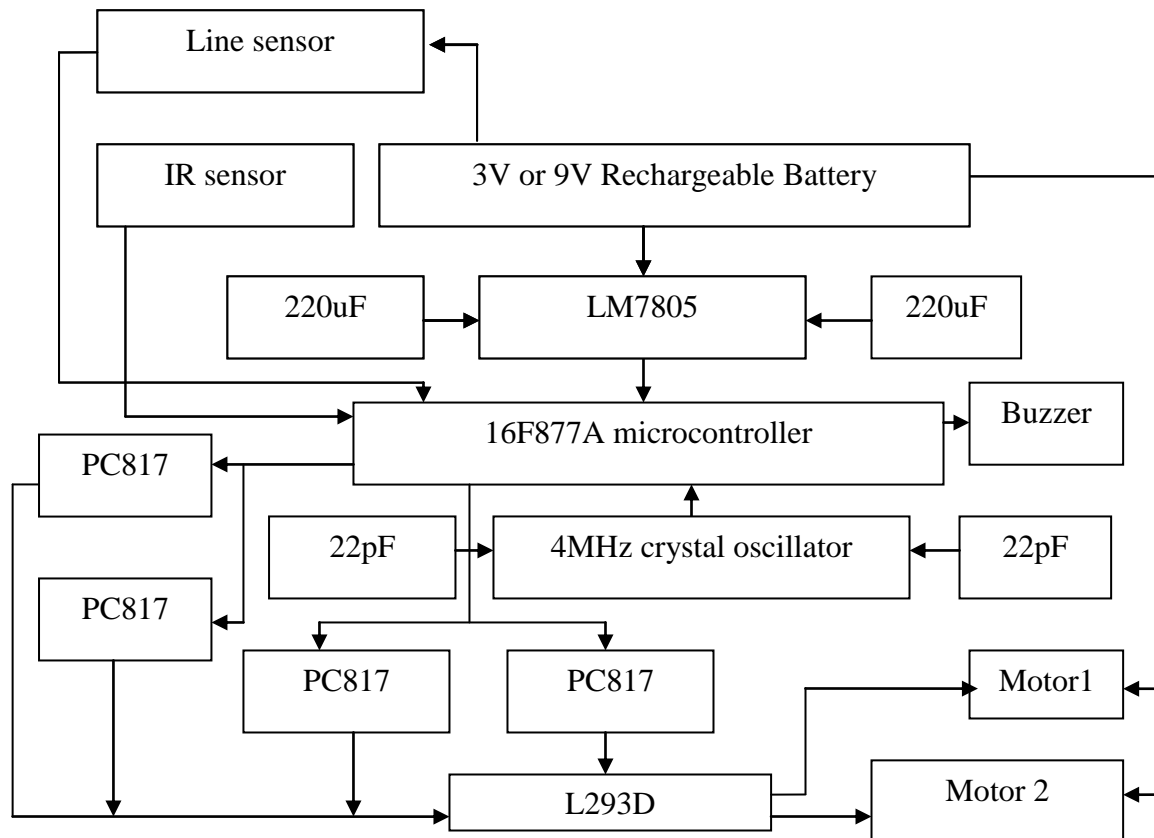 Line sensor
IR sensor
3V or 9V Rechargeable Battery
220uF
LM7805
220uF
16F877A microcontroller
Buzzer
PC817
22pF
4MHz crystal oscillator
22pF
PC817
PC817
PC817
Motor1
L293D
Motor 2